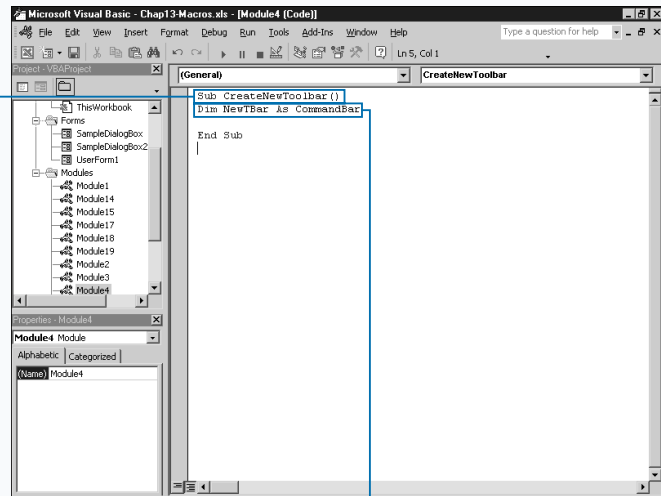 Microsoft Visual Basic - Chap13-Macros.xls - [Module4 (Code)]
File Edit View Insert Format Debug Run Tools Add-Ins Window Help
Type a question for help
Ln 5, Col 1
Project - VBAProject
(General)
CreateNewToolbar
ThisWorkbook
Forms
SampleDialogBox
SampleDialogBox2
UserForm1
Modules
Module1
Module14
Module15
Module17
Module18
Module19
Module2
Module3
Module4
Sub CreateNewToolbar()
Dim NewTBar As CommandBar
End Sub
Properties - Module4
Module4 Module
Alphabetic
Categorized
(Name) Module4